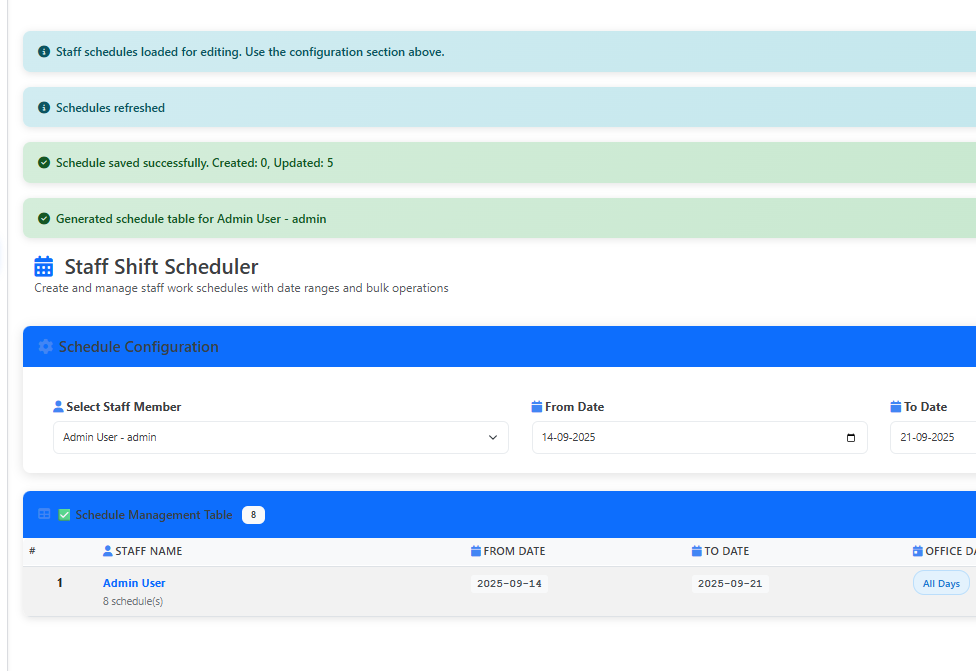 Staff schedules loaded for editing. Use the configuration section above.
Schedules refreshed
Schedule saved successfully. Created: 0, Updated: 5
Generated schedule table for Admin User - admin
Staff Shift Scheduler
Create and manage staff work schedules with date ranges and bulk operations
Schedule Configuration
Select Staff Member From Date To Date
Admin User - admin 14-09-2025 21-09-2025
Schedule Management Table 8
# STAFF NAME FROM DATE TO DATE OFFICE DA
1 Admin User 2025-09-14 2025-09-21 All Days
8 schedule(s)